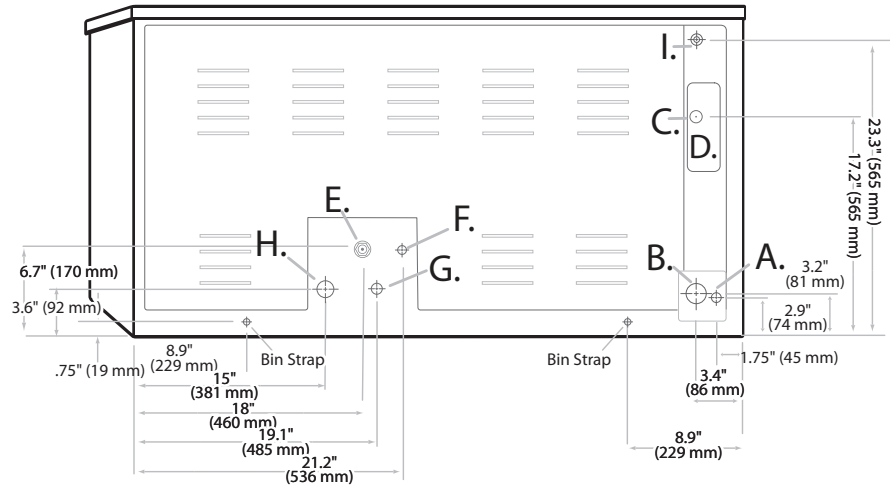 I.
C.
D.
E.
F.
H.
G.
B.
A.
23.3" (565 mm)
17.2" (565 mm)
6.7" (170 mm)
3.6" (92 mm)
3.2"
(81 mm)
2.9"
(74 mm)
.75" (19 mm)
8.9"
(229 mm)
Bin Strap
Bin Strap
1.75" (45 mm)
15"
(381 mm)
3.4"
(86 mm)
18"
(460 mm)
19.1"
(485 mm)
8.9"
(229 mm)
21.2"
(536 mm)